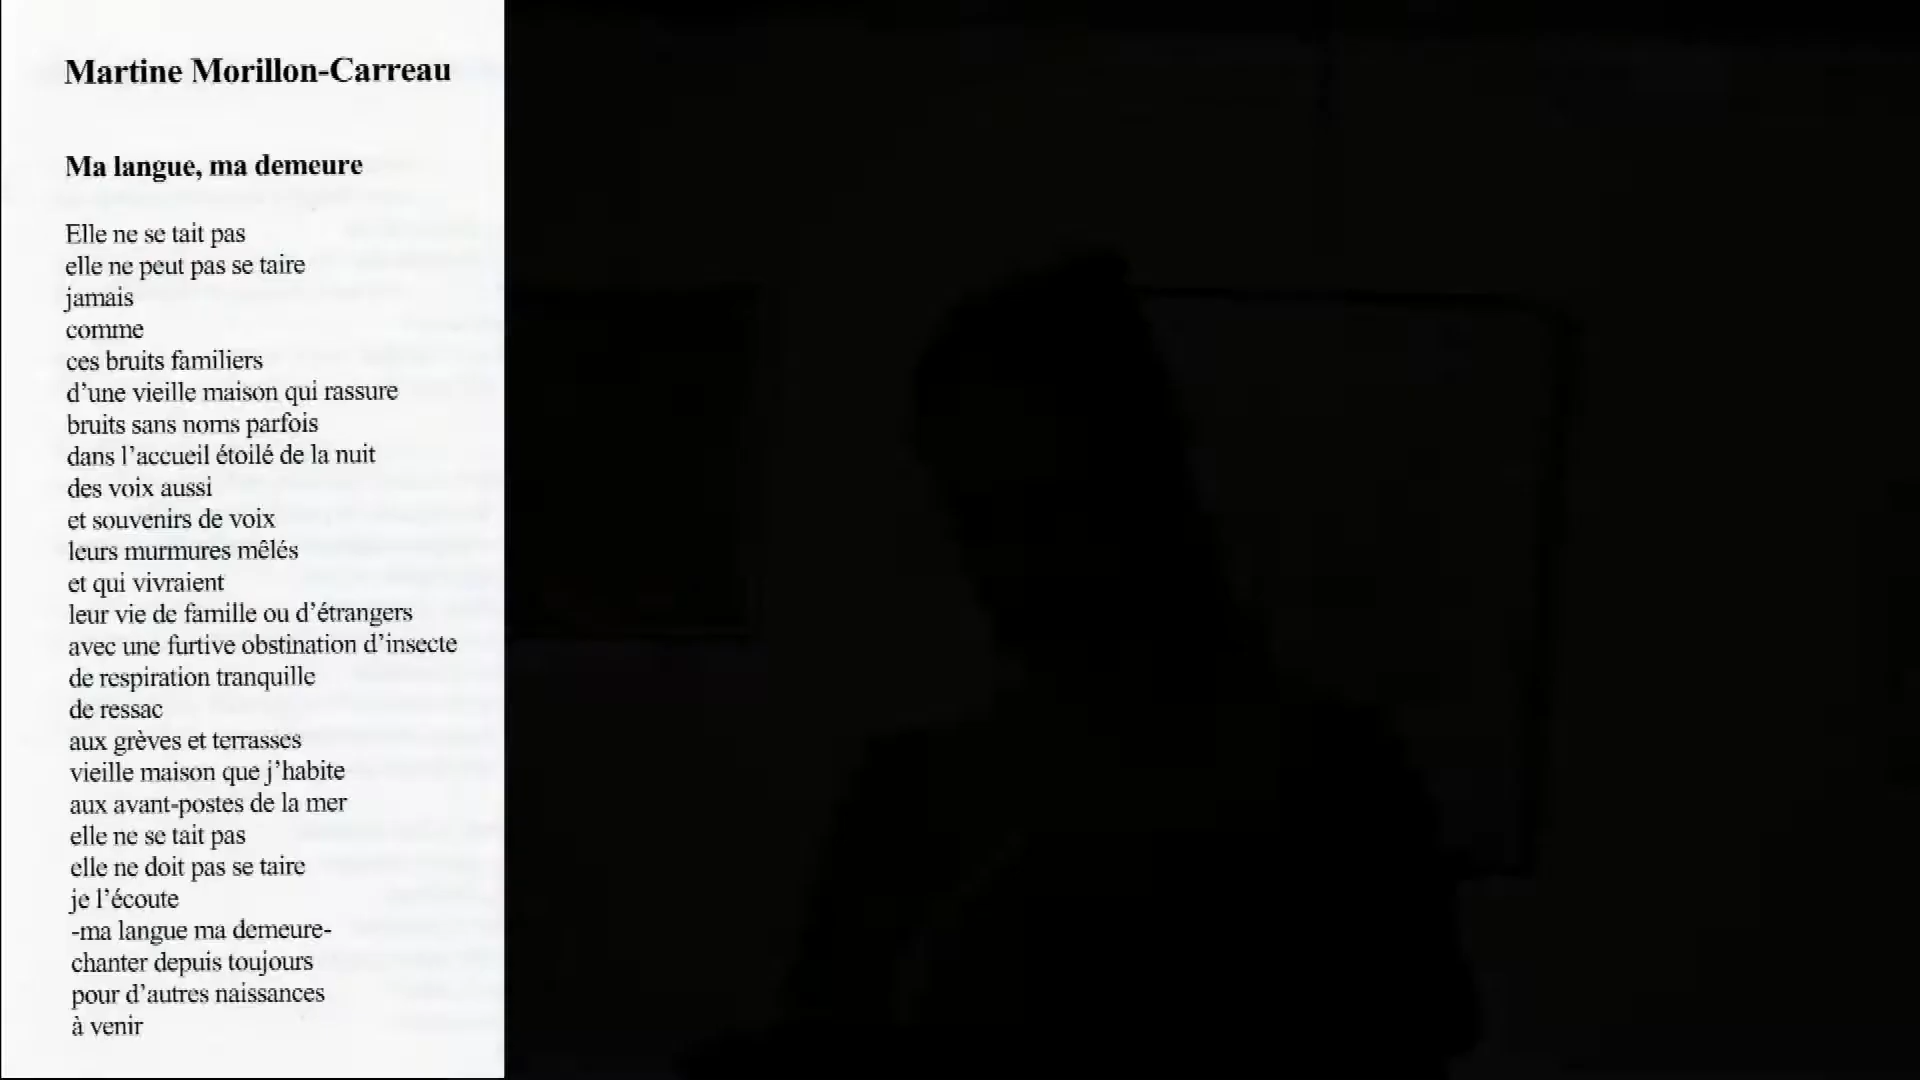 Martine Morillon-Carreau
Ma langue, ma demeure
Elle ne se tait pas
elle ne peut pas se taire
jamais
comme
ces bruits familiers
d’une vieille maison qui rassure
bruits sans noms parfois
dans l’accueil étoilé de la nuit
des voix aussi
et souvenirs de voix
leurs murmures mêlés
et qui vivraient
leur vie de famille ou d’étrangers
avec une furtive obstination d’insecte
de respiration tranquille
de ressac
aux grèves et terrasses
vieille maison que j’habite
aux avant-postes de la mer
elle ne se tait pas
elle ne doit pas se taire
je l’écoute
-ma langue ma demeure-
chanter depuis toujours
pour d’autres naissances
à venir